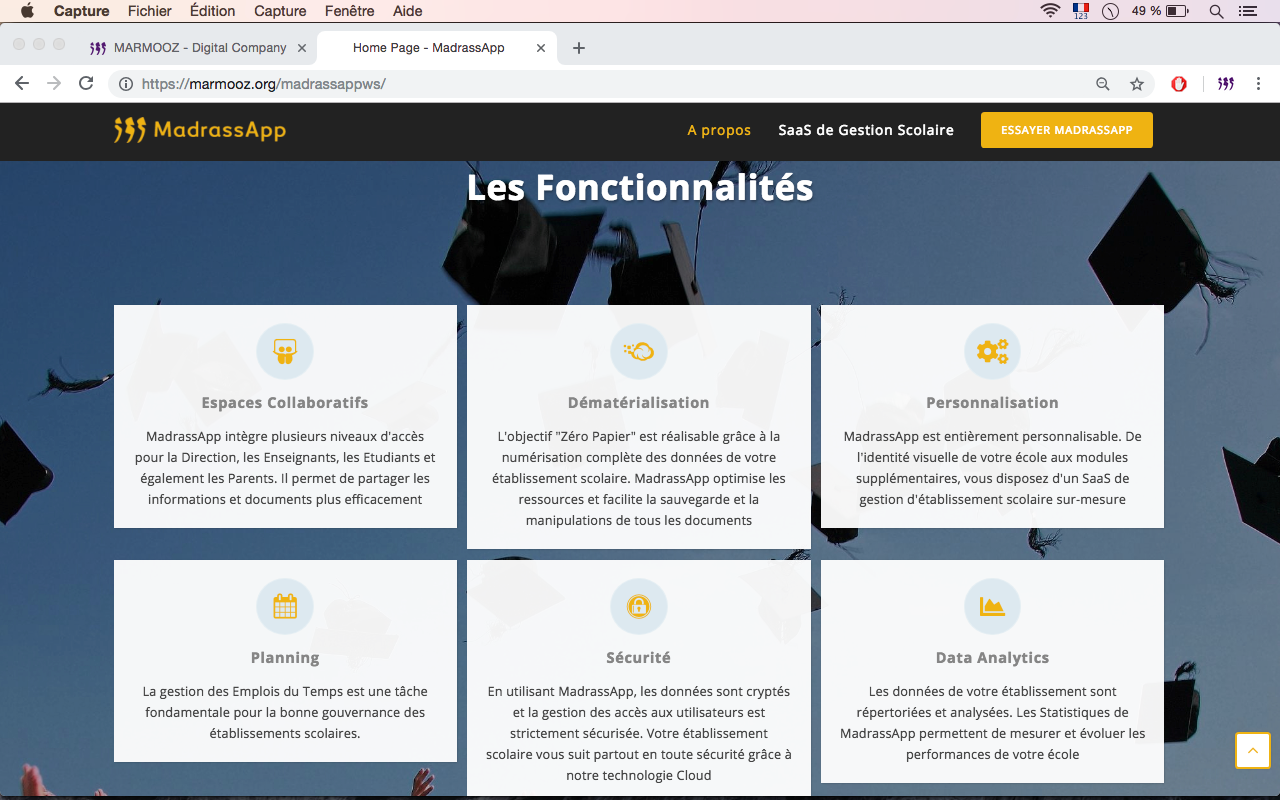 Capture Fichier Édition Capture Fenêtre Aide 123 49 %
MARMOOZ - Digital Company
Home Page - MadrassApp
https://marmooz.org/madrassappws/
MadrassApp
A propos
SaaS de Gestion Scolaire
ESSAYER MADRASSAPP
Les Fonctionnalités
Espaces Collaboratifs
MadrassApp intègre plusieurs niveaux d'accès
pour la Direction, les Enseignants, les Etudiants et
également les Parents. Il permet de partager les
informations et documents plus efficacement
Dématérialisation
L'objectif "Zéro Papier" est réalisable grâce à la
numérisation complète des données de votre
établissement scolaire. MadrassApp optimise les
ressources et facilite la sauvegarde et la
manipulations de tous les documents
Personnalisation
MadrassApp est entièrement personnalisable. De
l'identité visuelle de votre école aux modules
supplémentaires, vous disposez d'un SaaS de
gestion d'établissement scolaire sur-mesure
Planning
La gestion des Emplois du Temps est une tâche
fondamentale pour la bonne gouvernance des
établissements scolaires.
Sécurité
En utilisant MadrassApp, les données sont cryptés
et la gestion des accès aux utilisateurs est
strictement sécurisée. Votre établissement
scolaire vous suit partout en toute sécurité grâce à
notre technologie Cloud
Data Analytics
Les données de votre établissement sont
répertoriées et analysées. Les Statistiques de
MadrassApp permettent de mesurer et évoluer les
performances de votre école